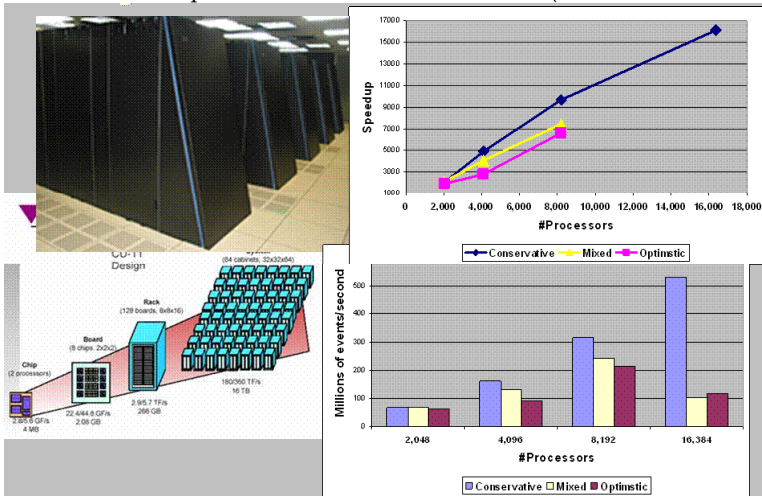 17000
15000
13000
11000
9000
7000
5000
3000
1000
Speedup
0 2,000 4,000 6,000 8,000 10,000 12,000 14,000 16,000 18,000
#Processors
Conservative Mixed Optimstic
CU-11
Design
(64 cabinets, 32x32x64)
Rack
(128 boards, 8x8x16)
Board
(8 chips, 2x2x2)
Chip
(2 processors)
180/360 TF/s
16 TB
2.9/5.7 TF/s
266 GB
22.4/44.8 GF/s
2.08 GB
2.8/5.6 GF/s
4 MB
500
400
300
200
100
0
Millions of events/second
2,048 4,096 8,192 16,384
#Processors
Conservative Mixed Optimstic